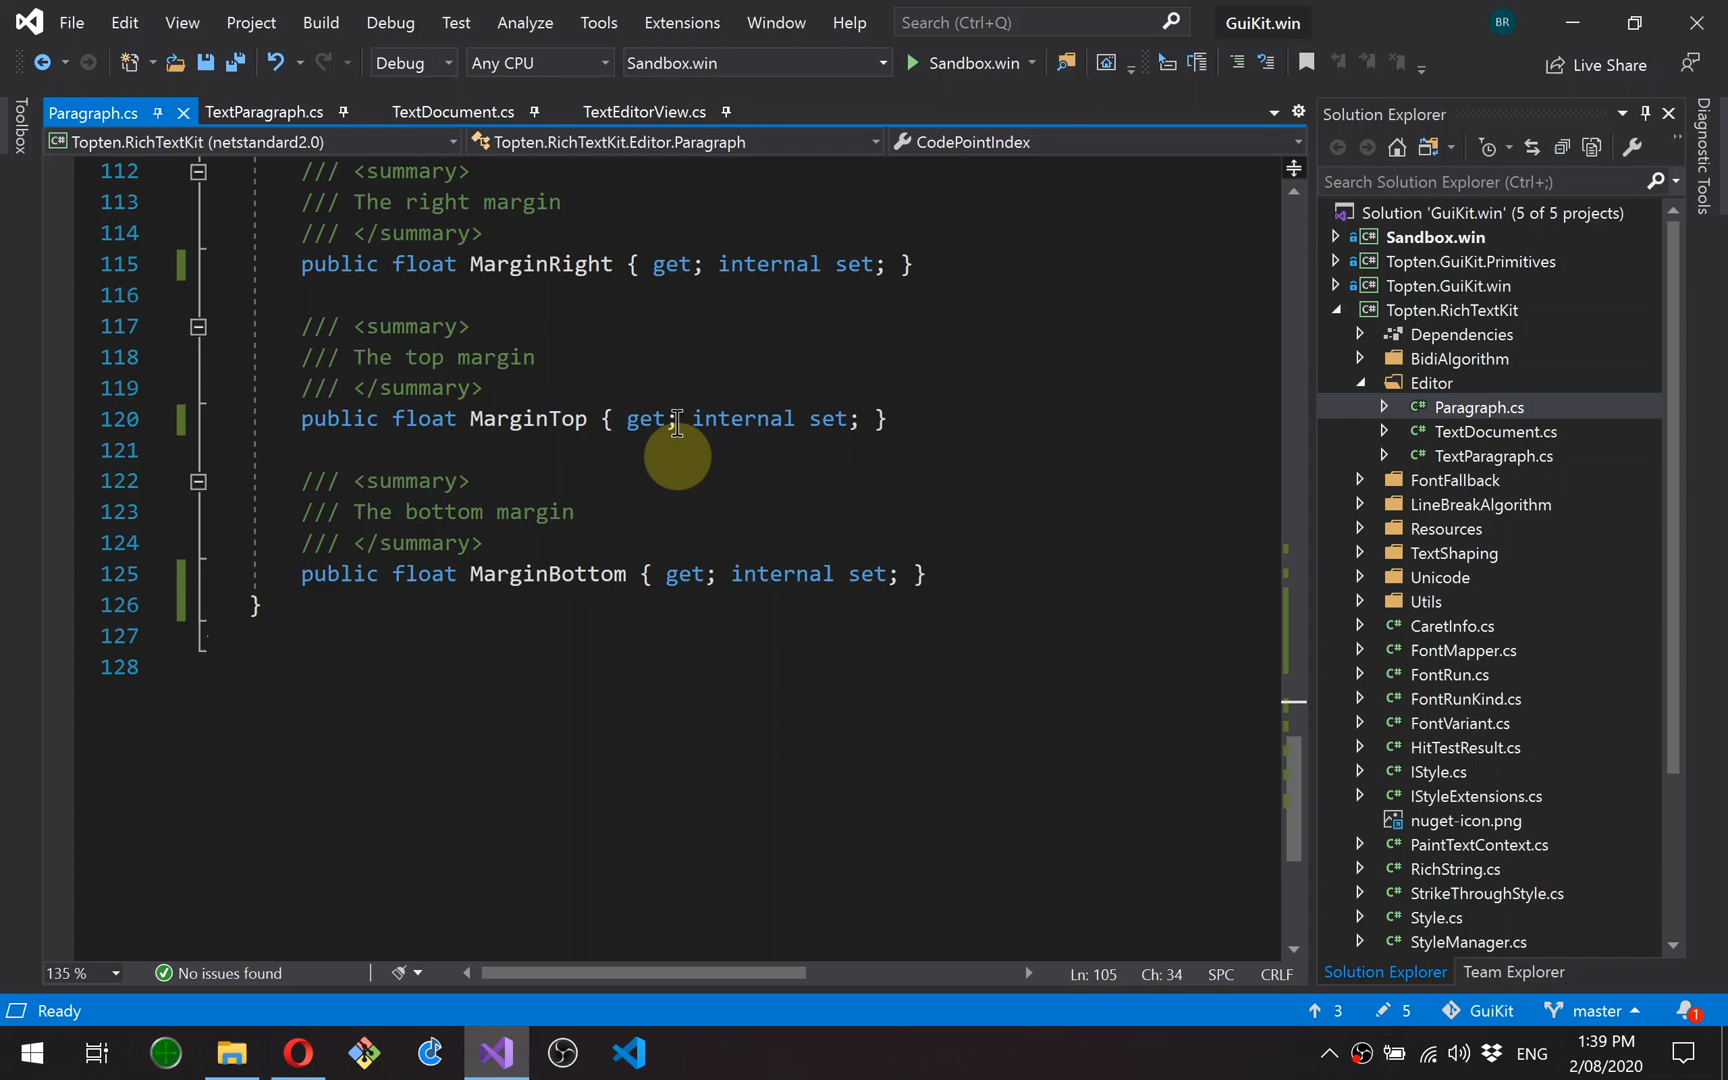 File Edit View Project Build Debug Test Analyze Tools Extensions Window Help Search (Ctrl+Q) GuiKit.win BR
Debug Any CPU Sandbox.win Sandbox.win Live Share
Toolbox
Paragraph.cs TextParagraph.cs TextDocument.cs TextEditorView.cs
Topten.RichTextKit (netstandard2.0) Topten.RichTextKit.Editor.Paragraph CodePointIndex
112 /// <summary>
113 /// The right margin
114 /// </summary>
115 public float MarginRight { get; internal set; }
116
117 /// <summary>
118 /// The top margin
119 /// </summary>
120 public float MarginTop { get; internal set; }
121
122 /// <summary>
123 /// The bottom margin
124 /// </summary>
125 public float MarginBottom { get; internal set; }
126 }
127
128
135 % No issues found Ln: 105 Ch: 34 SPC CRLF
Solution Explorer
Search Solution Explorer (Ctrl+;)
Solution 'GuiKit.win' (5 of 5 projects)
C# Sandbox.win
C# Topten.GuiKit.Primitives
C# Topten.GuiKit.win
C# Topten.RichTextKit
Dependencies
BidiAlgorithm
Editor
C# Paragraph.cs
C# TextDocument.cs
C# TextParagraph.cs
FontFallback
LineBreakAlgorithm
Resources
TextShaping
Unicode
Utils
C# CaretInfo.cs
C# FontMapper.cs
C# FontRun.cs
C# FontRunKind.cs
C# FontVariant.cs
C# HitTestResult.cs
C# IStyle.cs
C# IStyleExtensions.cs
nuget-icon.png
C# PaintTextContext.cs
C# RichString.cs
C# StrikeThroughStyle.cs
C# Style.cs
C# StyleManager.cs
Solution Explorer Team Explorer
Diagnostic Tools
Ready 3 5 GuiKit master 1
ENG 1:39 PM
2/08/2020